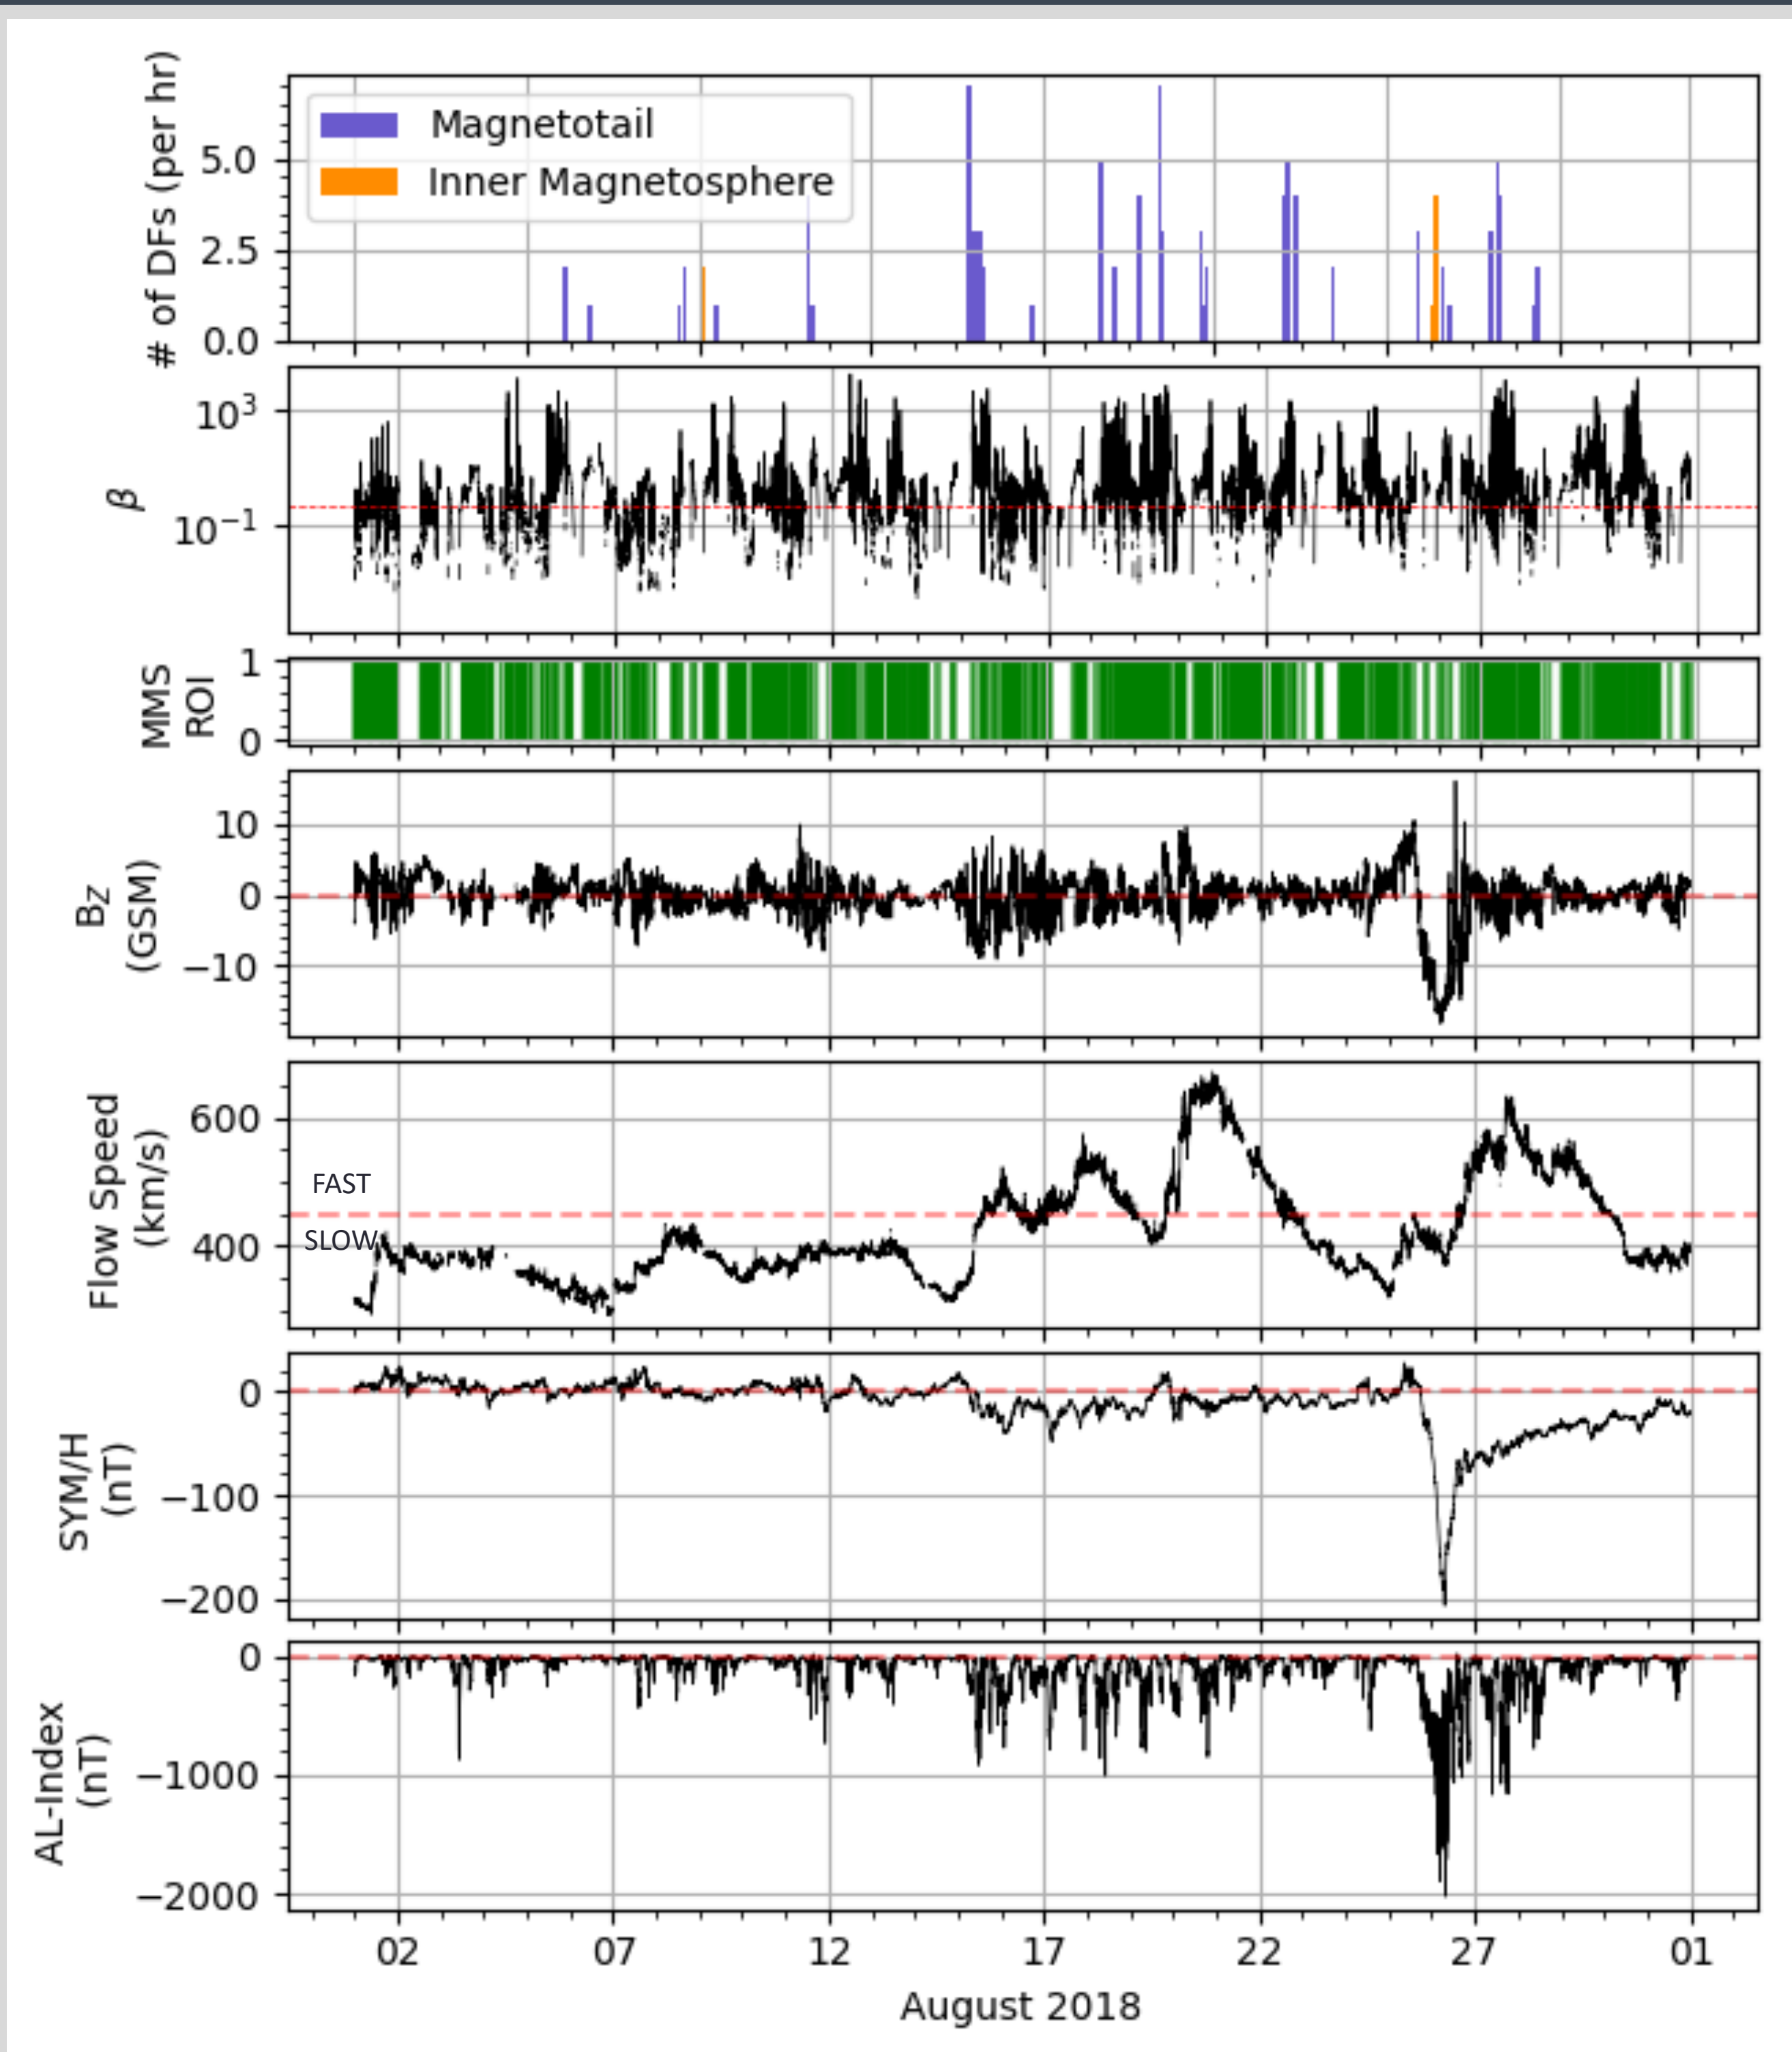 # of DFs (per hr)
5.0
2.5
0.0
Magnetotail
Inner Magnetosphere
β
10³
10⁻¹
MMS
ROI
1
0
B_Z
(GSM)
10
0
−10
Flow Speed
(km/s)
600
400
FAST
SLOW
SYM/H
(nT)
0
−100
−200
AL-Index
(nT)
0
−1000
−2000
02 07 12 17 22 27 01
August 2018